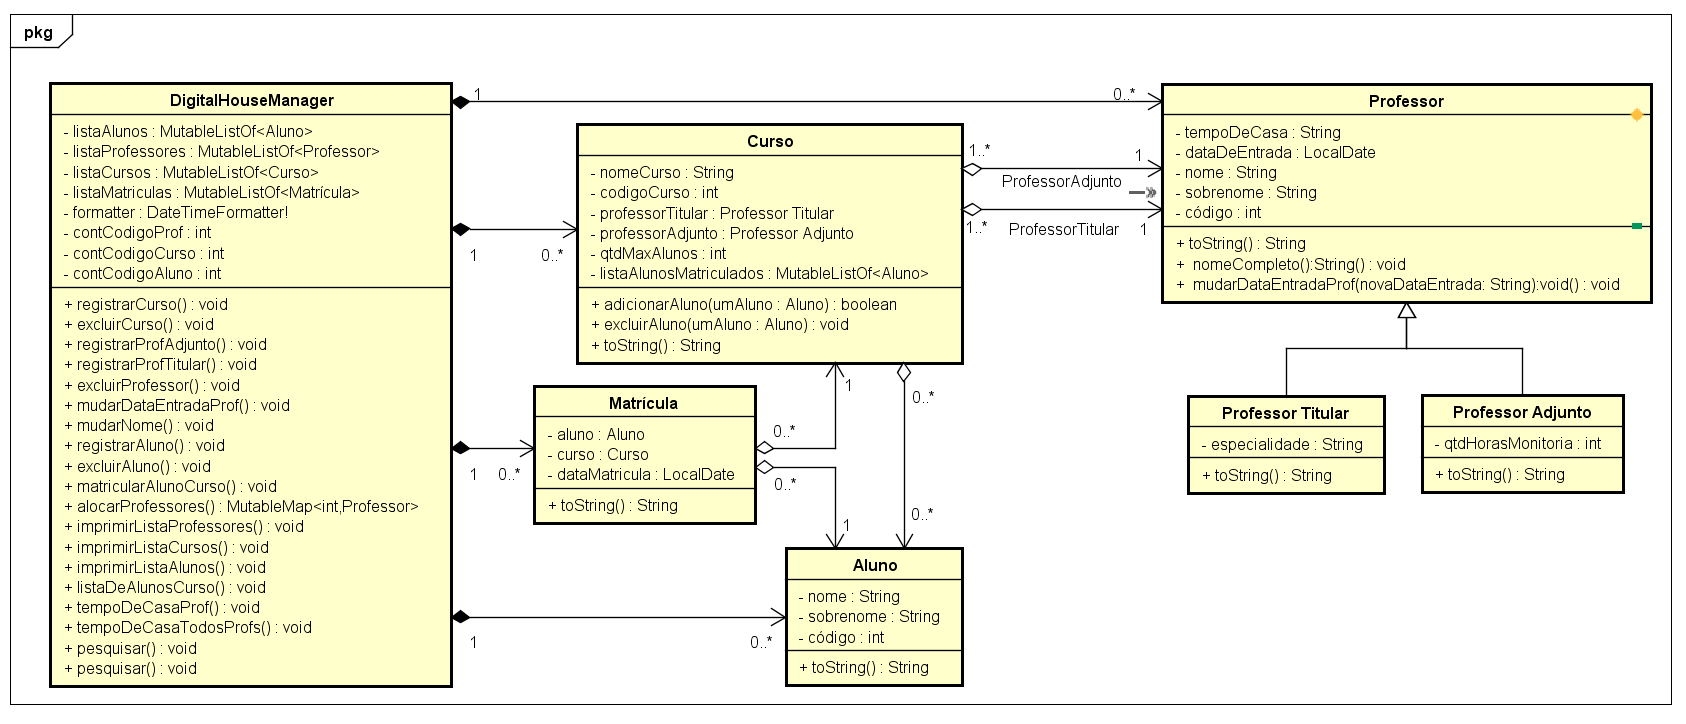 pkg
DigitalHouseManager
- listaAlunos : MutableListOf<Aluno>
- listaProfessores : MutableListOf<Professor>
- listaCursos : MutableListOf<Curso>
- listaMatriculas : MutableListOf<Matrícula>
- formatter : DateTimeFormatter!
- contCodigoProf : int
- contCodigoCurso : int
- contCodigoAluno : int
+ registrarCurso() : void
+ excluirCurso() : void
+ registrarProfAdjunto() : void
+ registrarProfTitular() : void
+ excluirProfessor() : void
+ mudarDataEntradaProf() : void
+ mudarNome() : void
+ registrarAluno() : void
+ excluirAluno() : void
+ matricularAlunoCurso() : void
+ alocarProfessores() : MutableMap<int,Professor>
+ imprimirListaProfessores() : void
+ imprimirListaCursos() : void
+ imprimirListaAlunos() : void
+ listaDeAlunosCurso() : void
+ tempoDeCasaProf() : void
+ tempoDeCasaTodosProfs() : void
+ pesquisar() : void
+ pesquisar() : void
1
0..*
1
0..*
1
0..*
1
0..*
Curso
- nomeCurso : String
- codigoCurso : int
- professorTitular : Professor Titular
- professorAdjunto : Professor Adjunto
- qtdMaxAlunos : int
- listaAlunosMatriculados : MutableListOf<Aluno>
+ adicionarAluno(umAluno : Aluno) : boolean
+ excluirAluno(umAluno : Aluno) : void
+ toString() : String
1..*
1
ProfessorAdjunto
1..*
ProfessorTitular
1
Matrícula
- aluno : Aluno
- curso : Curso
- dataMatricula : LocalDate
+ toString() : String
0..*
1
0..*
1
0..*
0..*
Aluno
- nome : String
- sobrenome : String
- código : int
+ toString() : String
Professor
- tempoDeCasa : String
- dataDeEntrada : LocalDate
- nome : String
- sobrenome : String
- código : int
+ toString() : String
+  nomeCompleto():String() : void
+  mudarDataEntradaProf(novaDataEntrada: String):void() : void
Professor Titular
- especialidade : String
+ toString() : String
Professor Adjunto
- qtdHorasMonitoria : int
+ toString() : String